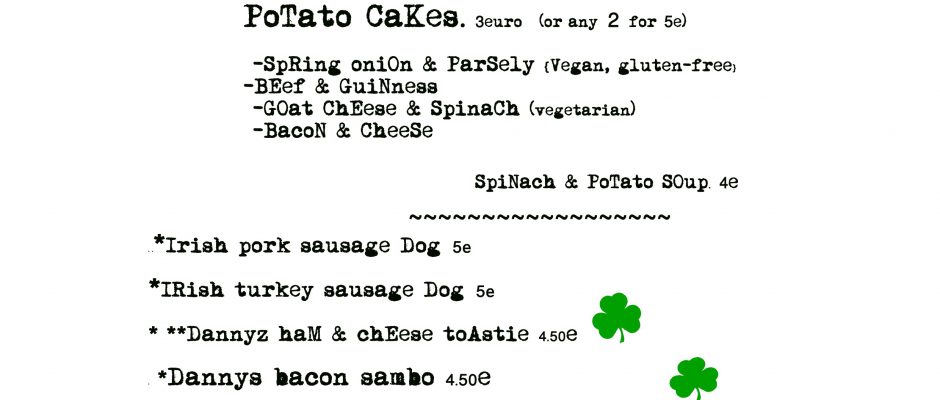 PoTato CaKes. 3euro (or any 2 for 5e)
-SpRing oniOn & ParSely (Vegan, gluten-free)
-BEef & GuiNness
-GOat ChEese & SpinaCh (vegetarian)
-BacoN & CheeSe
SpiNach & PoTato SOup. 4e
~~~~~~~~~~~~~~~~~~
*Irish pork sausage Dog 5e
*IRish turkey sausage Dog 5e
* **Dannyz haM & chEese toAstie 4.50e
*Dannys bacon sambo 4.50e